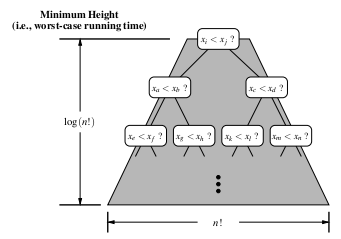 Minimum Height
(i.e., worst-case running time)
x_i < x_j ?
x_a < x_b ?
x_c < x_d ?
log(n!)
x_e < x_f ?
x_g < x_h ?
x_k < x_l ?
x_m < x_n ?
n!